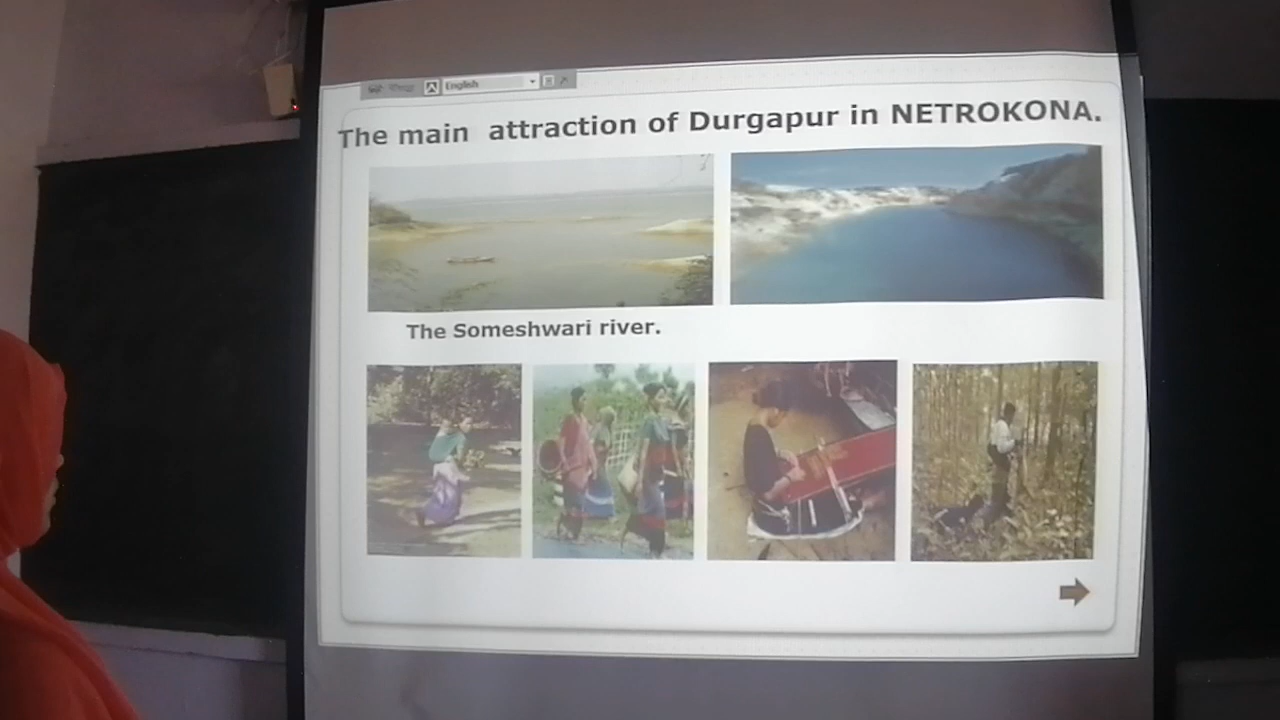 English
The main attraction of Durgapur in NETROKONA.
The Someshwari river.